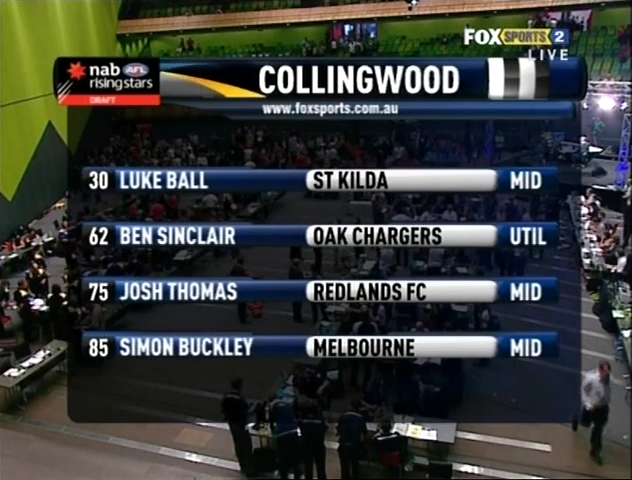 FOX SPORTS 2
LIVE
nab AFL
risingstars
DRAFT
COLLINGWOOD
www.foxsports.com.au
30 LUKE BALL ST KILDA MID
62 BEN SINCLAIR OAK CHARGERS UTIL
75 JOSH THOMAS REDLANDS FC MID
85 SIMON BUCKLEY MELBOURNE MID